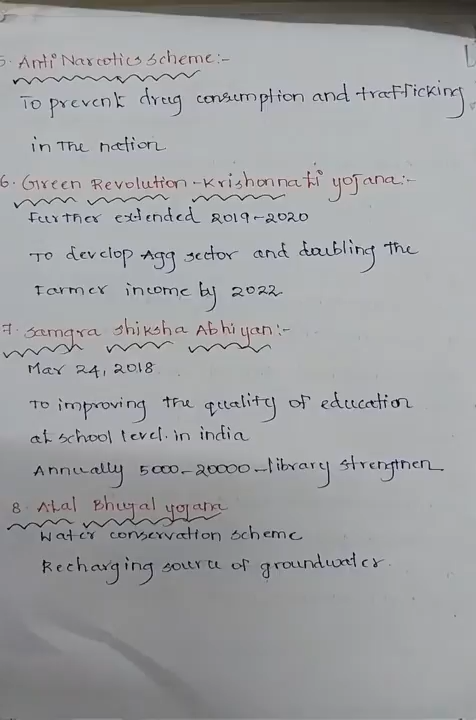 5. Anti Narcotics scheme:-
To prevent drug consumption and trafficking
in The nation
6. Green Revolution - Krishonnati yojana:-
further extended 2019-2020
To develop Agg sector and doubling the
Farmer income by 2022
7. Samgra shiksha Abhiyan:-
Mar 24, 2018
To improving the quality of education
at school level. in india
Annually 5000-20000-library strengthen
8. Atal Bhujal yojana
Water conservation scheme
Recharging source of groundwater.